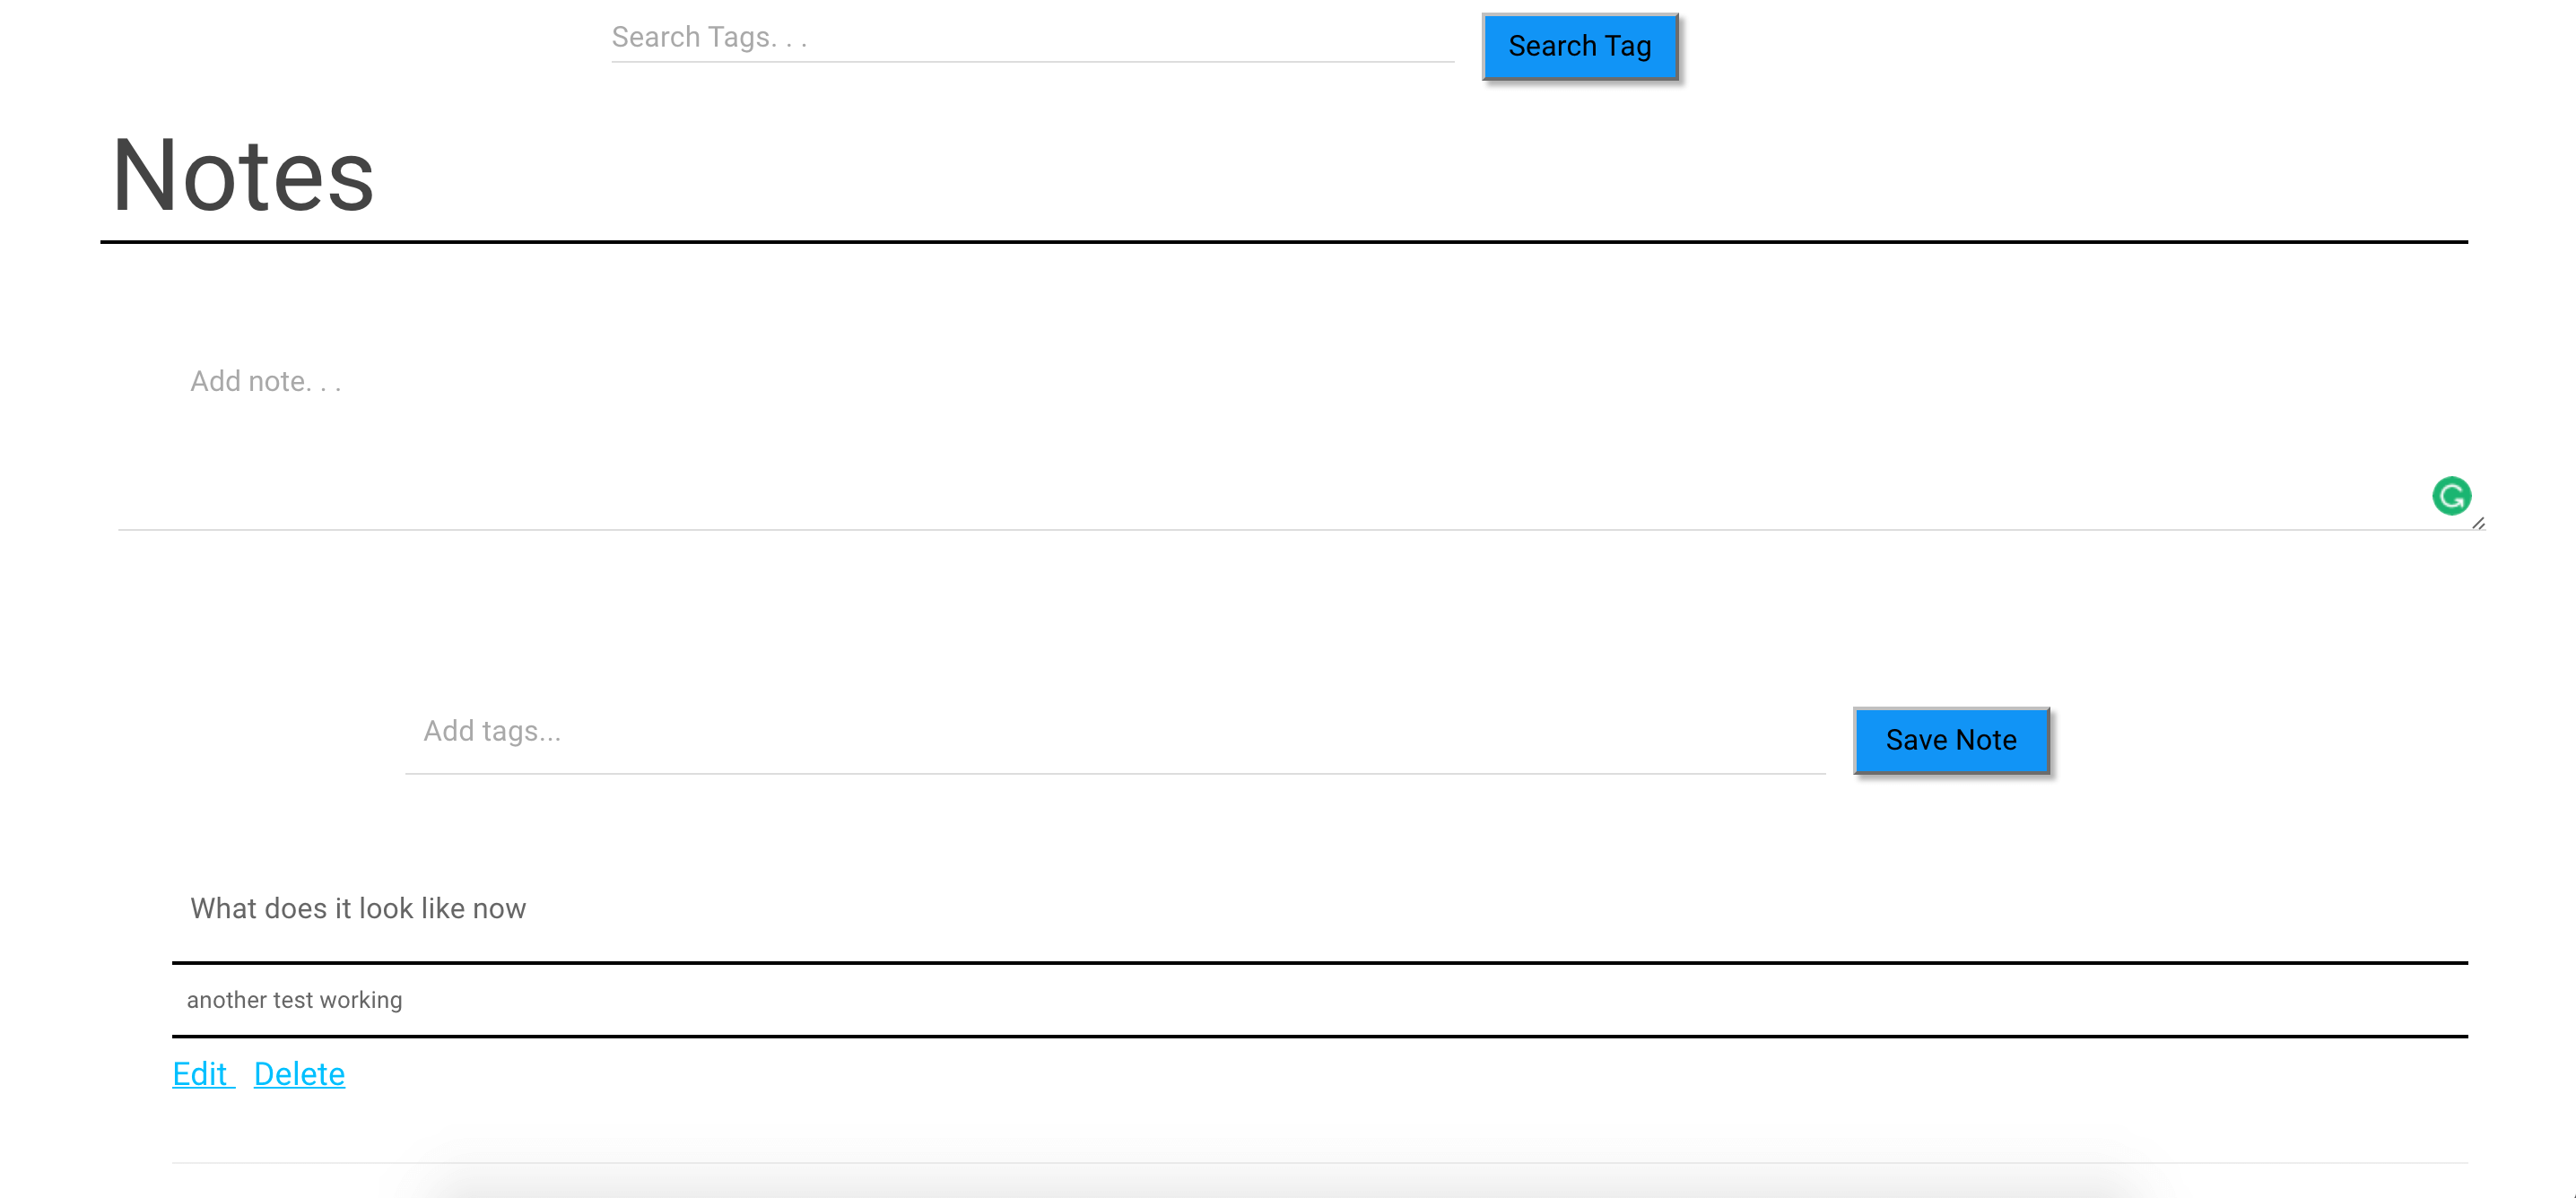 Search Tags. . .
Search Tag
Notes
Add note. . .
Add tags...
Save Note
What does it look like now
another test working
Edit Delete